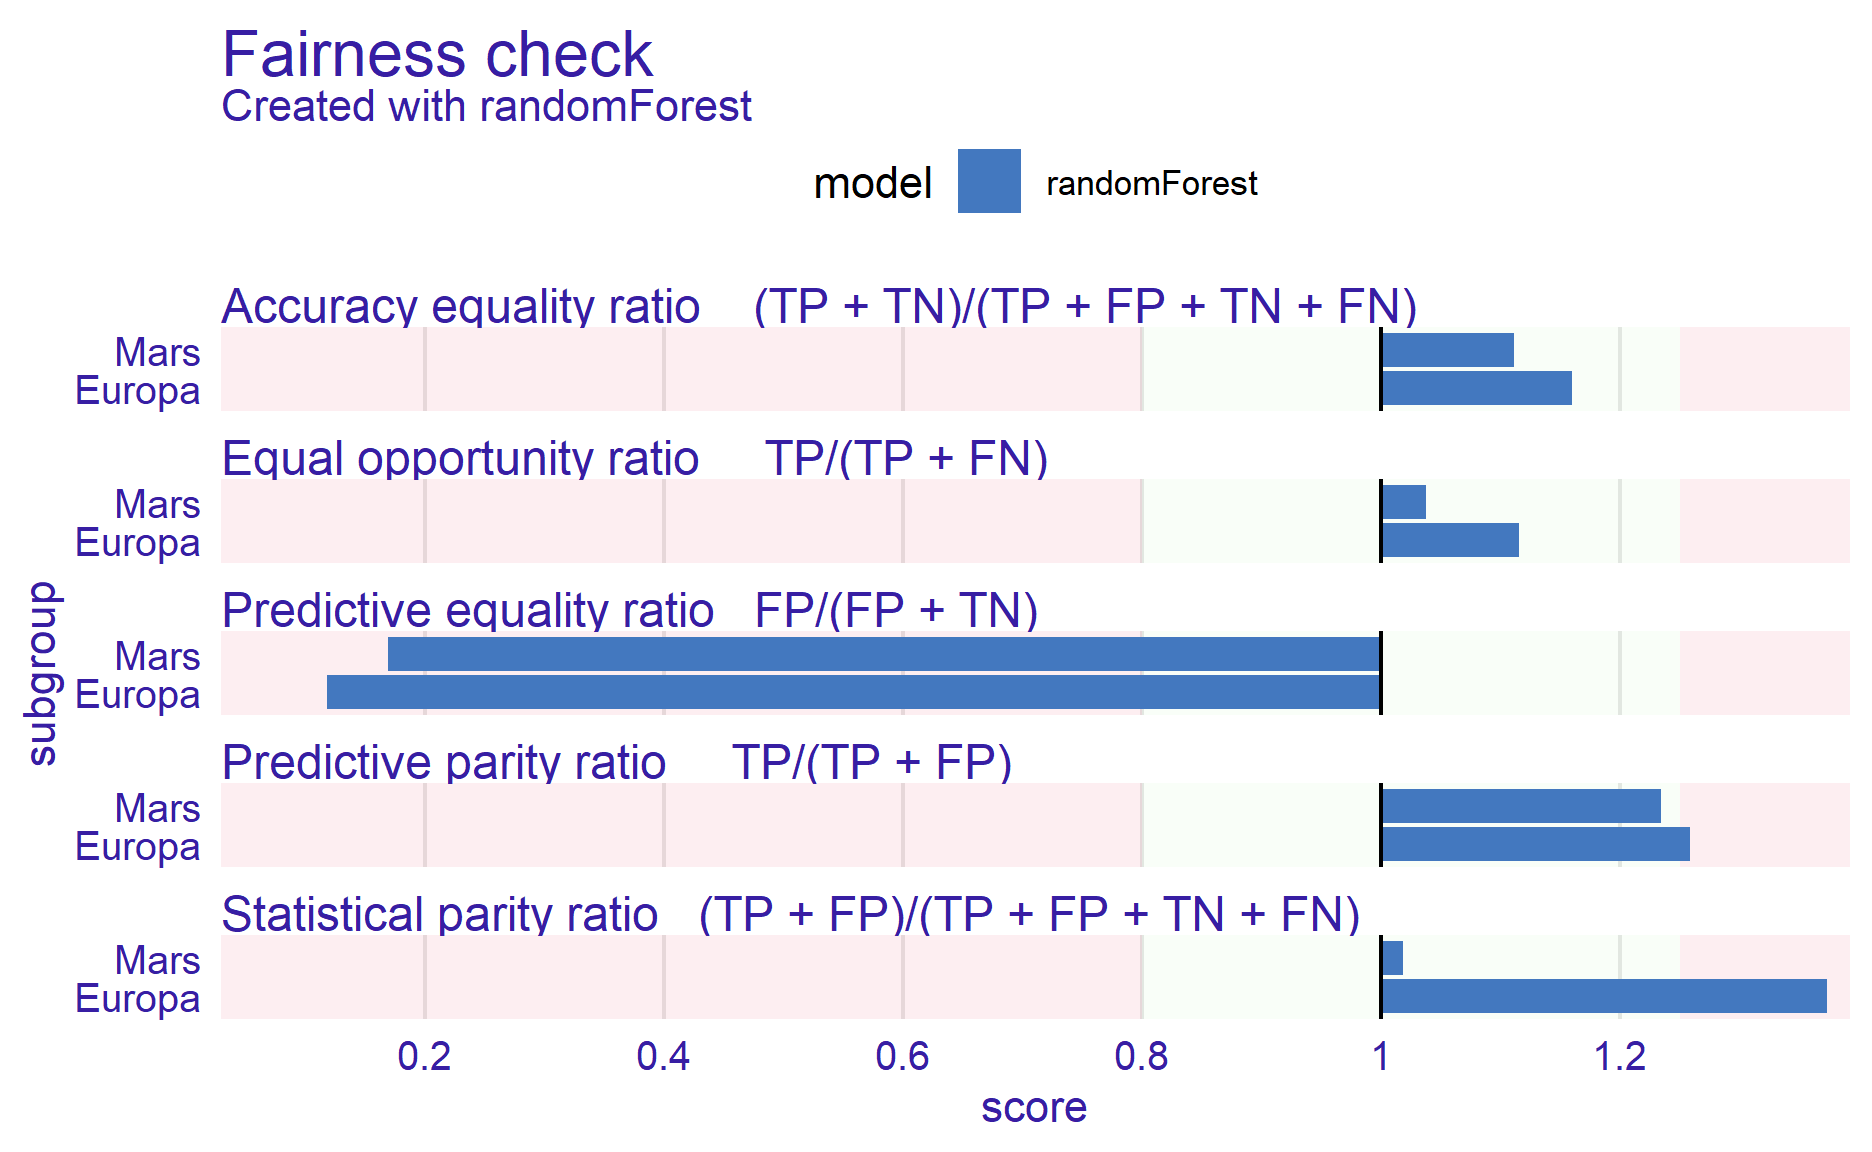 Fairness check
Created with randomForest
model randomForest
Accuracy equality ratio (TP + TN)/(TP + FP + TN + FN)
Mars
Europa
Equal opportunity ratio TP/(TP + FN)
Mars
Europa
Predictive equality ratio FP/(FP + TN)
Mars
Europa
Predictive parity ratio TP/(TP + FP)
Mars
Europa
Statistical parity ratio (TP + FP)/(TP + FP + TN + FN)
Mars
Europa
subgroup
0.2 0.4 0.6 0.8 1 1.2
score